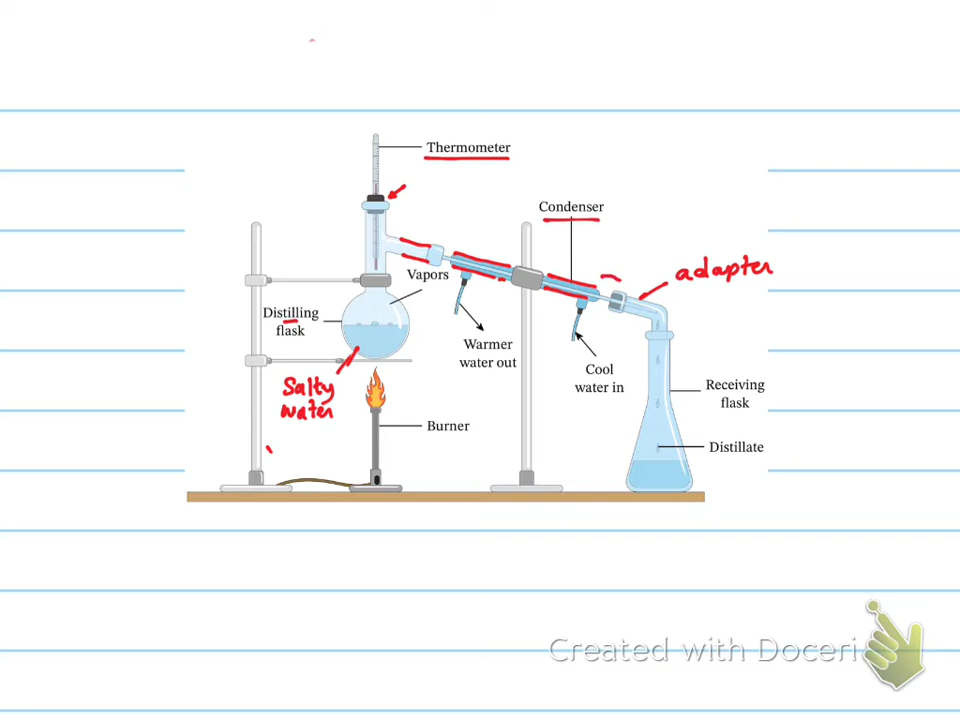 Thermometer
Condenser
adapter
Vapors
Distilling
flask
Salty
water
Warmer
water out
Cool
water in
Receiving
flask
Burner
Distillate
Created with Doceri